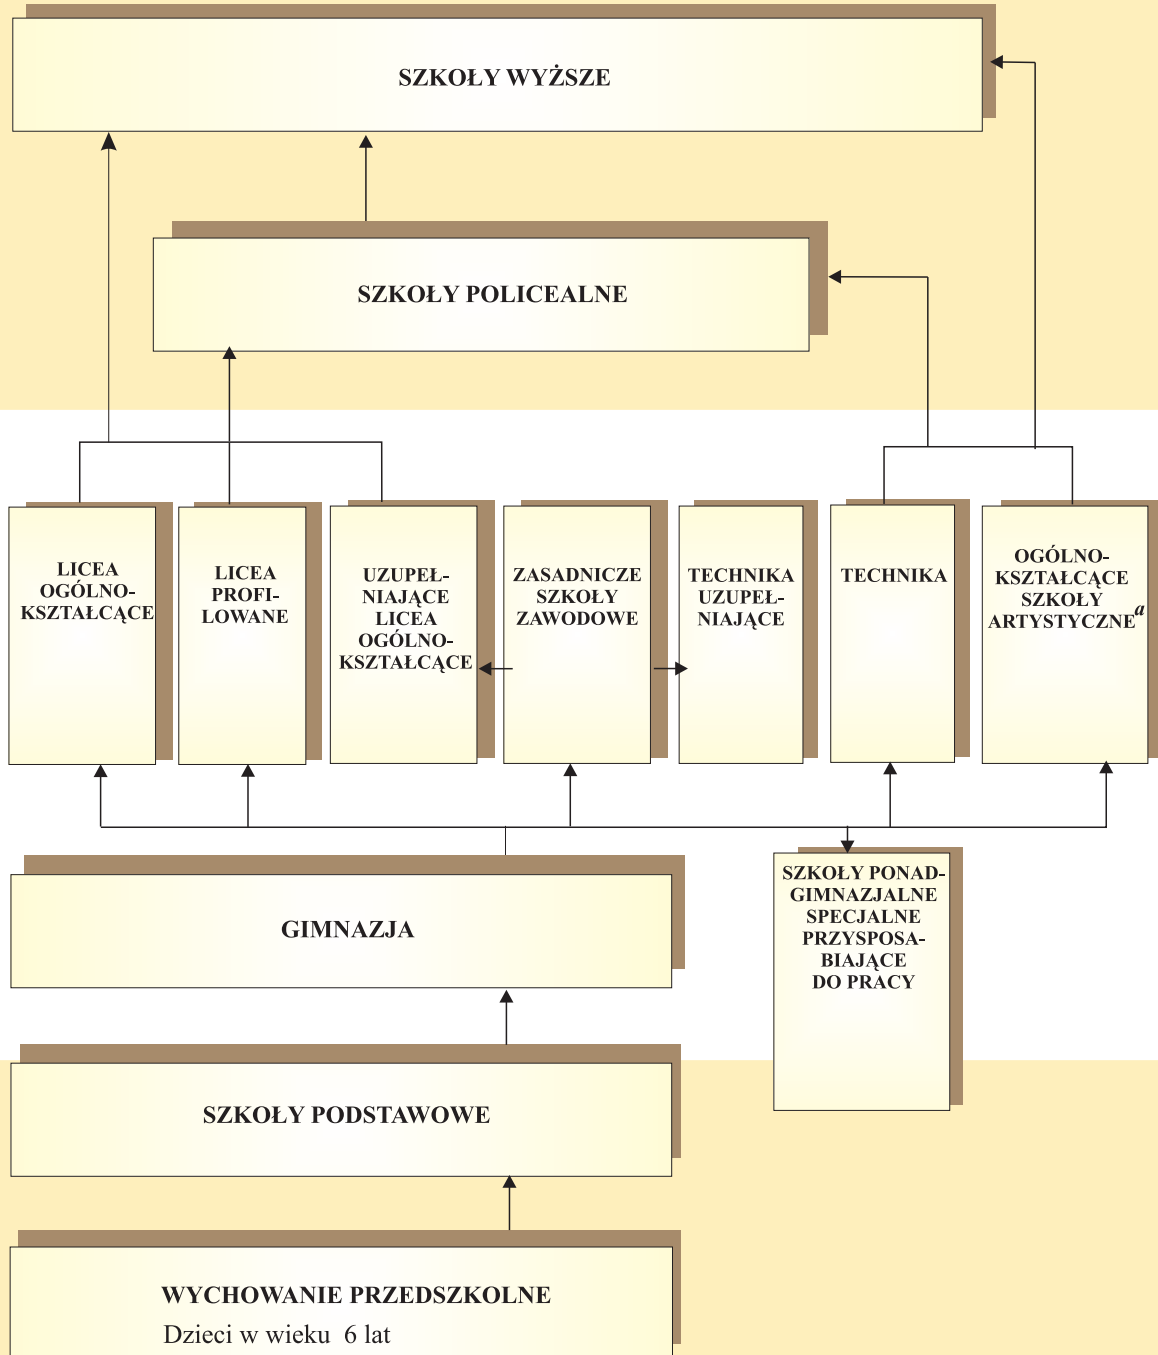 SZKOŁY WYŻSZE
SZKOŁY POLICEALNE
LICEA
OGÓLNO-
KSZTAŁCĄCE
LICEA
PROFI-
LOWANE
UZUPEŁ-
NIAJĄCE
LICEA
OGÓLNO-
KSZTAŁCĄCE
ZASADNICZE
SZKOŁY
ZAWODOWE
TECHNIKA
UZUPEŁ-
NIAJĄCE
TECHNIKA
OGÓLNO-
KSZTAŁCĄCE
SZKOŁY
ARTYSTYCZNE a
GIMNAZJA
SZKOŁY PONAD-
GIMNAZJALNE
SPECJALNE
PRZYSPOSA-
BIAJĄCE
DO PRACY
SZKOŁY PODSTAWOWE
WYCHOWANIE PRZEDSZKOLNE
Dzieci w wieku 6 lat